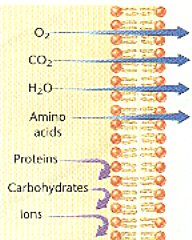 O₂
CO₂
H₂O
Amino
acids
Proteins
Carbohydrates
Ions